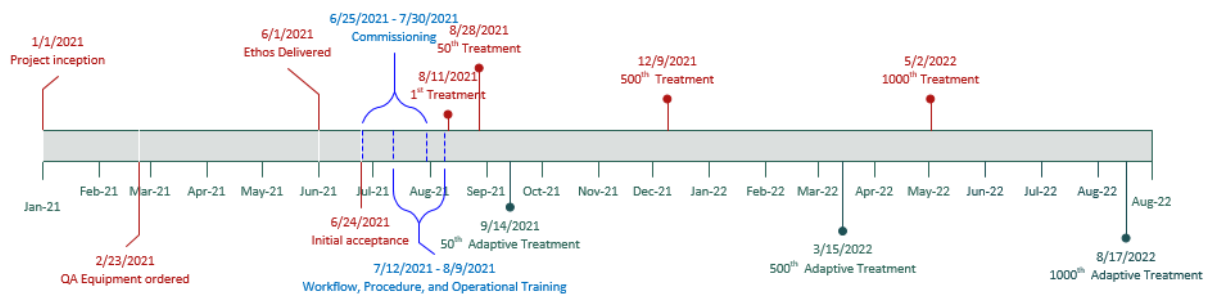 6/25/2021 - 7/30/2021
Commissioning
1/1/2021
Project inception
6/1/2021
Ethos Delivered
8/28/2021
50th Treatment
8/11/2021
1st Treatment
12/9/2021
500th Treatment
5/2/2022
1000th Treatment
Jan-21
Feb-21
Mar-21
Apr-21
May-21
Jun-21
Jul-21
Aug-21
Sep-21
Oct-21
Nov-21
Dec-21
Jan-22
Feb-22
Mar-22
Apr-22
May-22
Jun-22
Jul-22
Aug-22
Aug-22
6/24/2021
Initial acceptance
9/14/2021
50th Adaptive Treatment
2/23/2021
QA Equipment ordered
7/12/2021 - 8/9/2021
Workflow, Procedure, and Operational Training
3/15/2022
500th Adaptive Treatment
8/17/2022
1000th Adaptive Treatment